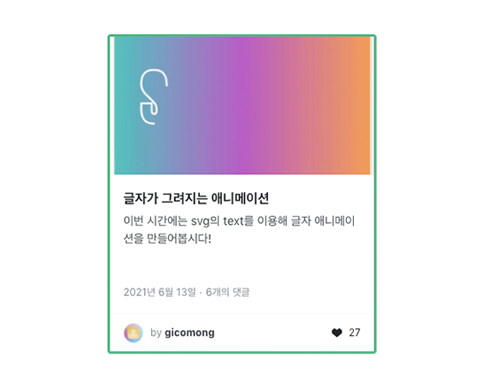 글자가 그려지는 애니메이션
이번 시간에는 svg의 text를 이용해 글자 애니메이
션을 만들어봅시다!
2021년 6월 13일 · 6개의 댓글
by gicomong
27